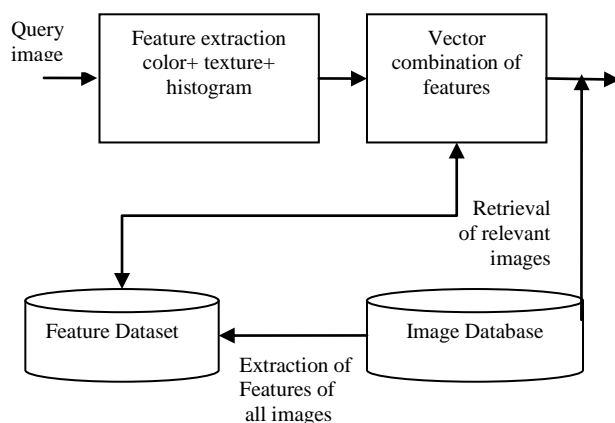 Query
image
Feature extraction
color+ texture+
histogram
Vector
combination of
features
Retrieval
of relevant
images
Feature Dataset
Image Database
Extraction of
Features of
all images